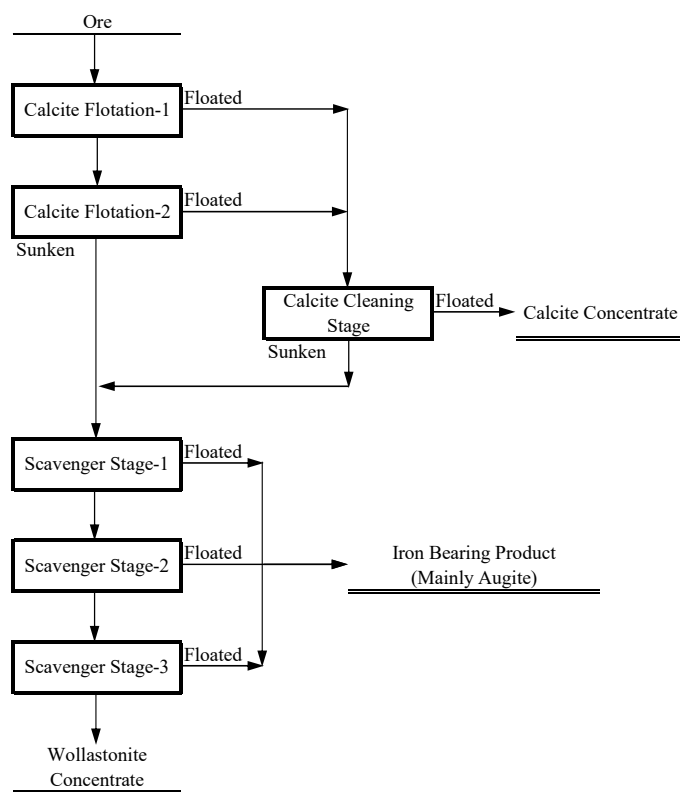 Ore
Floated
Calcite Flotation-1
Floated
Calcite Flotation-2
Sunken
Calcite Cleaning
Stage
Floated
Calcite Concentrate
Sunken
Floated
Scavenger Stage-1
Floated
Scavenger Stage-2
Iron Bearing Product
(Mainly Augite)
Floated
Scavenger Stage-3
Wollastonite
Concentrate